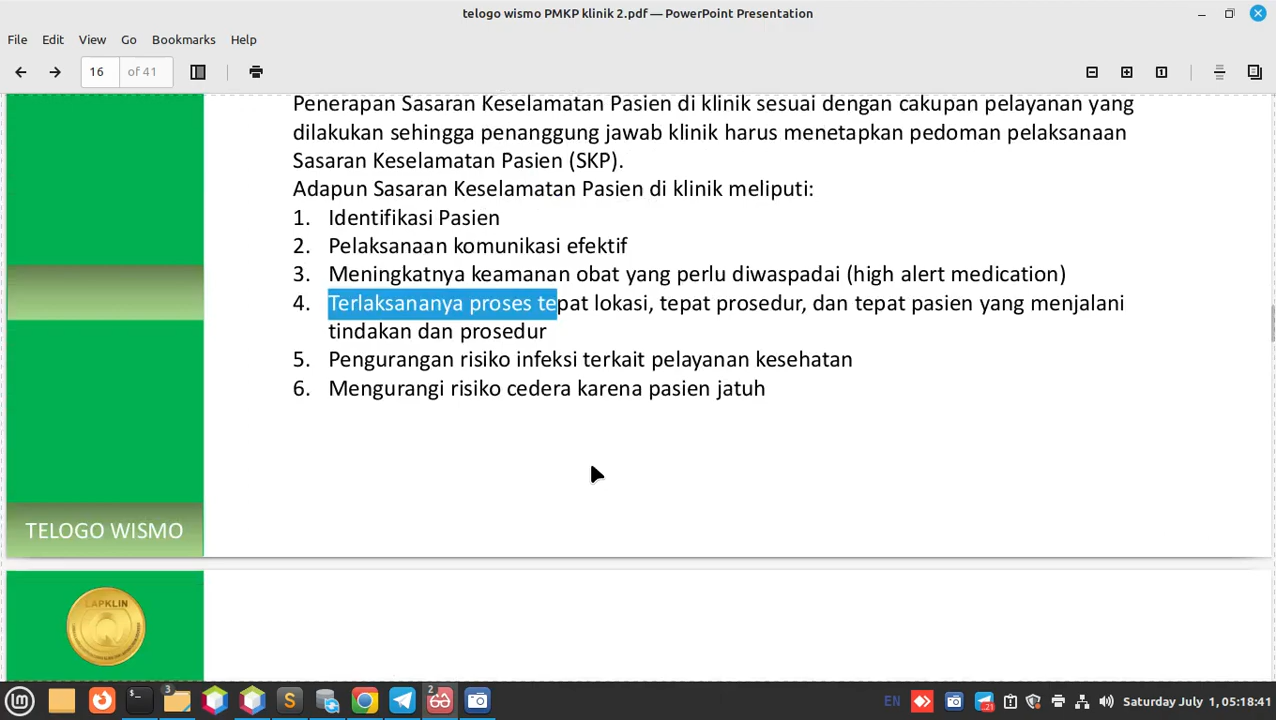 telogo wismo PMKP klinik 2.pdf — PowerPoint Presentation
File Edit View Go Bookmarks Help
16 of 41
Penerapan Sasaran Keselamatan Pasien di klinik sesuai dengan cakupan pelayanan yang
dilakukan sehingga penanggung jawab klinik harus menetapkan pedoman pelaksanaan
Sasaran Keselamatan Pasien (SKP).
Adapun Sasaran Keselamatan Pasien di klinik meliputi:
1. Identifikasi Pasien
2. Pelaksanaan komunikasi efektif
3. Meningkatnya keamanan obat yang perlu diwaspadai (high alert medication)
4. Terlaksananya proses tepat lokasi, tepat prosedur, dan tepat pasien yang menjalani
tindakan dan prosedur
5. Pengurangan risiko infeksi terkait pelayanan kesehatan
6. Mengurangi risiko cedera karena pasien jatuh
TELOGO WISMO
LAPKLIN
3 2 EN 21 Saturday July 1, 05:18:41